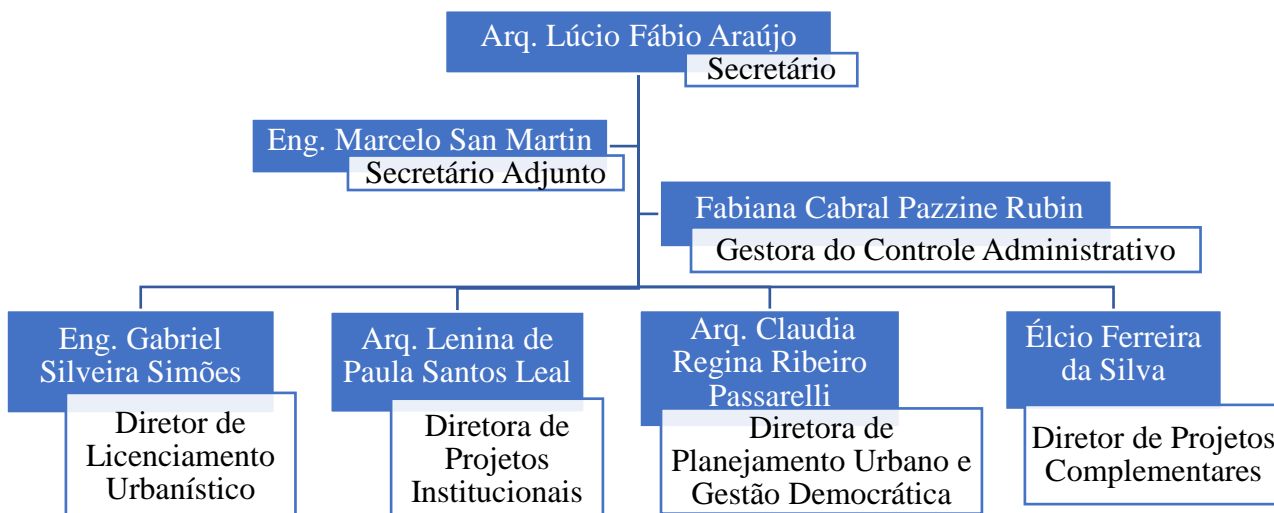 Arq. Lúcio Fábio Araújo
Secretário
Eng. Marcelo San Martin
Secretário Adjunto
Fabiana Cabral Pazzine Rubin
Gestora do Controle Administrativo
Eng. Gabriel
Silveira Simões
Diretor de
Licenciamento
Urbanístico
Arq. Lenina de
Paula Santos Leal
Diretora de
Projetos
Institucionais
Arq. Claudia
Regina Ribeiro
Passarelli
Diretora de
Planejamento Urbano e
Gestão Democrática
Élcio Ferreira
da Silva
Diretor de Projetos
Complementares